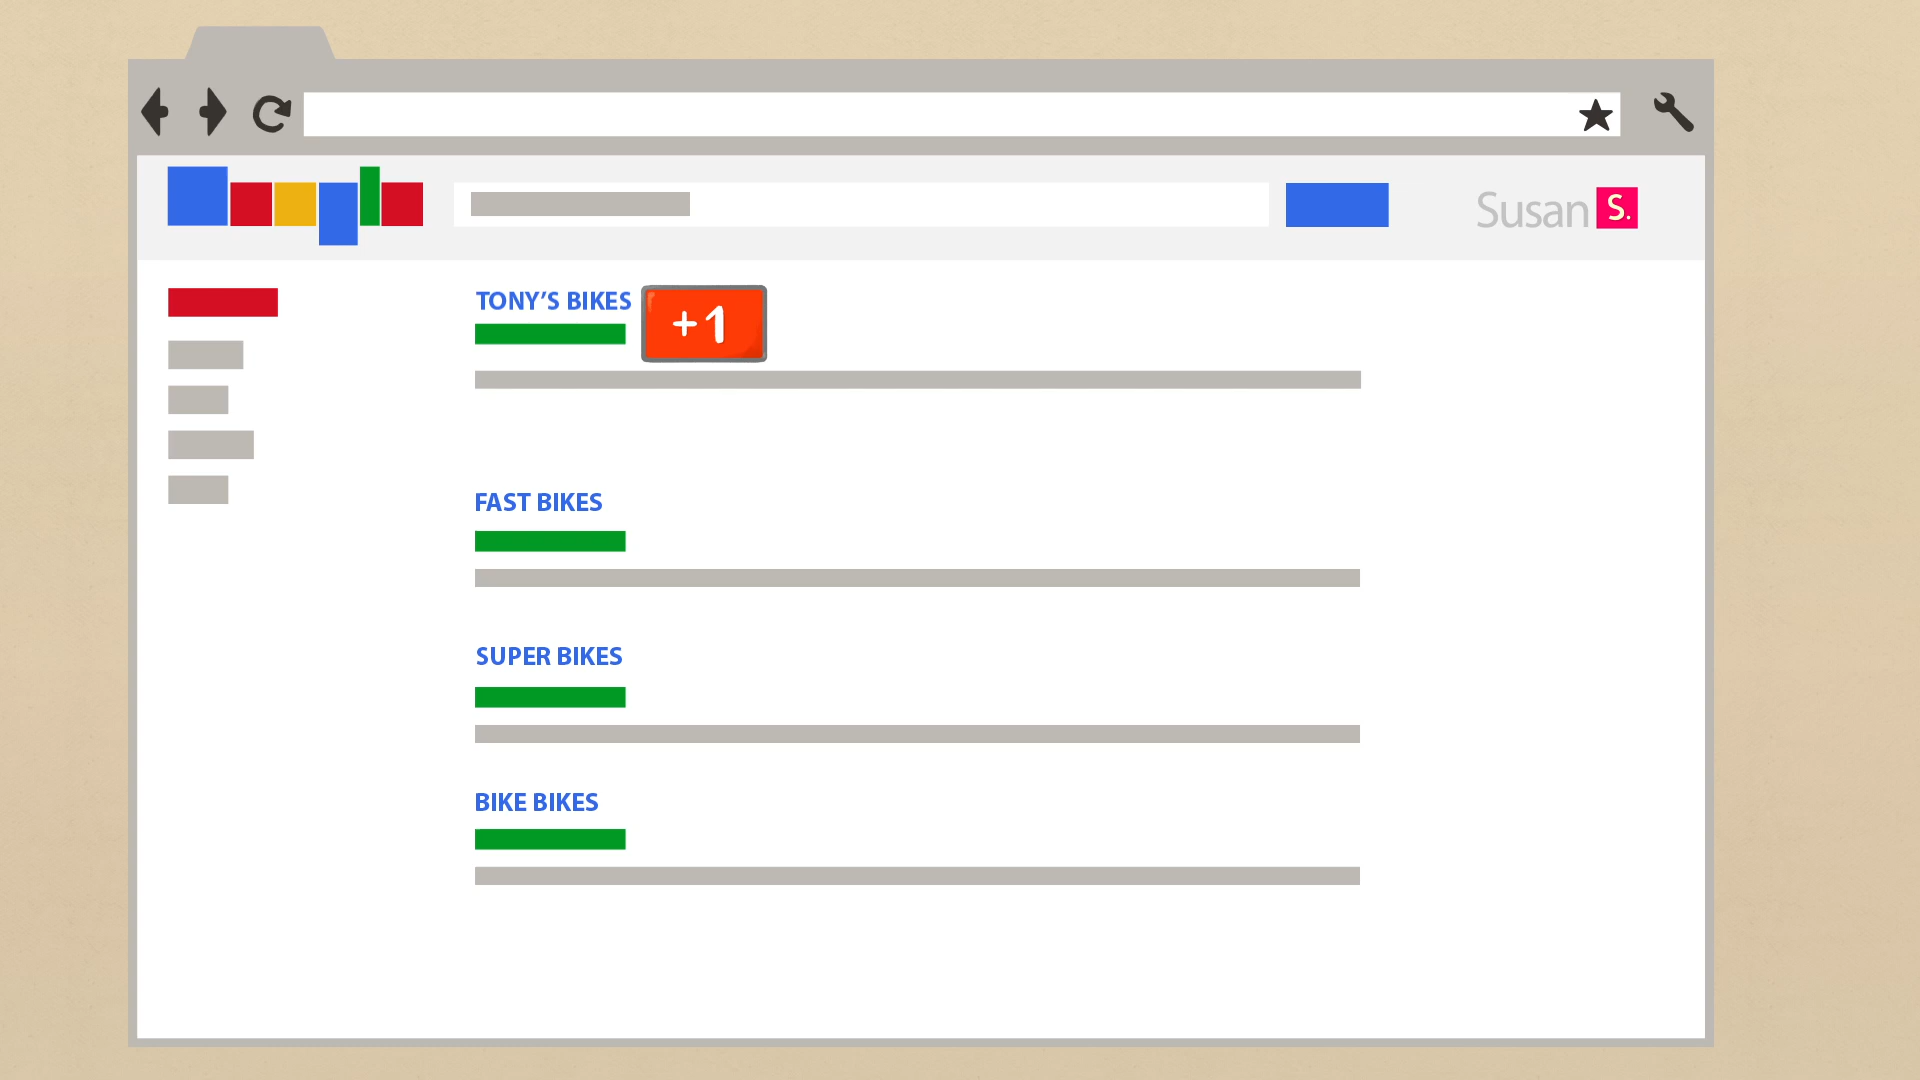 Susan S.
TONY’S BIKES +1
FAST BIKES
SUPER BIKES
BIKE BIKES